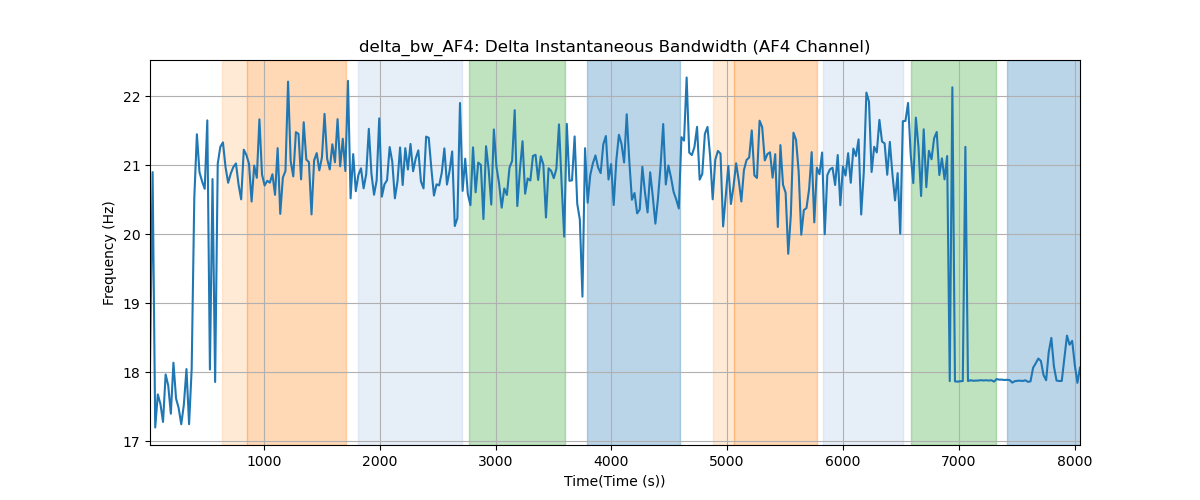 delta_bw_AF4: Delta Instantaneous Bandwidth (AF4 Channel)
Frequency (Hz)
22
21
20
19
18
17
1000 2000 3000 4000 5000 6000 7000 8000
Time(Time (s))